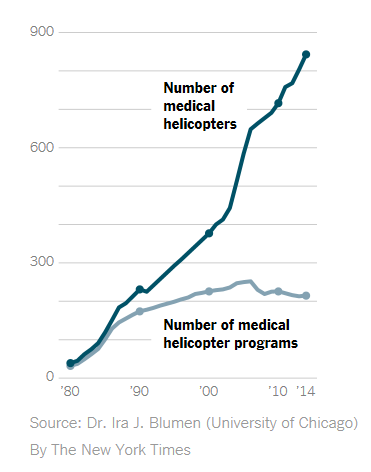 900
Number of
medical
helicopters
600
300
Number of medical
helicopter programs
0
'80 '90 '00 '10 '14
Source: Dr. Ira J. Blumen (University of Chicago)
By The New York Times